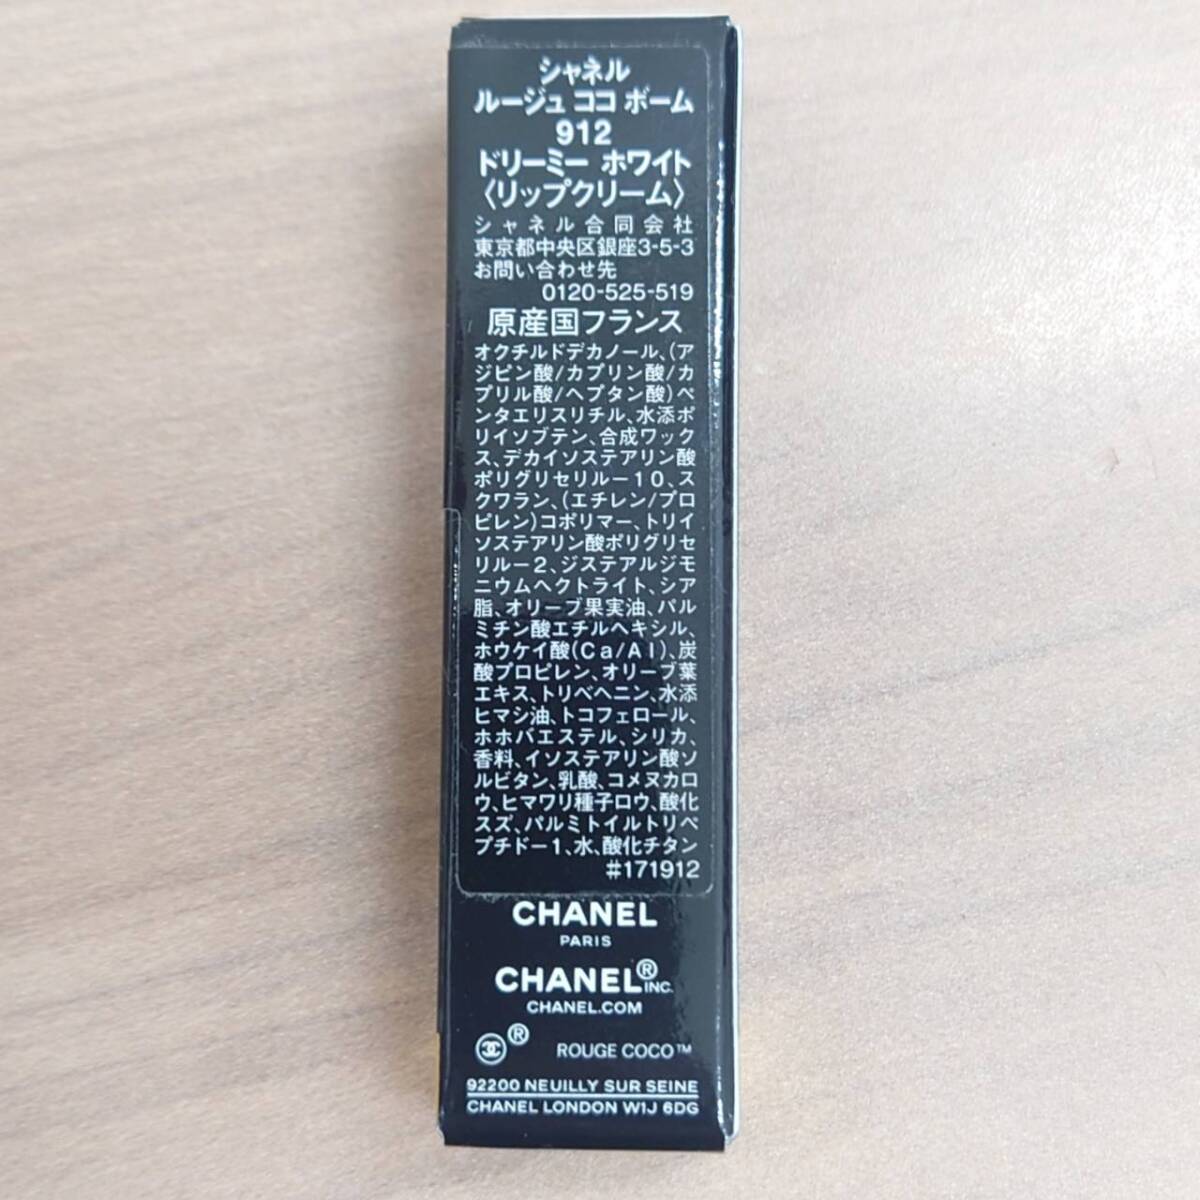 シャネル
ルージュ ココ ボーム
912
ドリーミー ホワイト
〈リップクリーム〉
シャネル合同会社
東京都中央区銀座3-5-3
お問い合わせ先
0120-525-519
原産国フランス
オクチルドデカノール、(ア
ジピン酸/カプリン酸/カ
プリル酸/ヘプタン酸)ペ
ンタエリスリチル、水添ポ
リイソブテン、合成ワック
ス、デカイソステアリン酸
ポリグリセリル-10、ス
クワラン、(エチレン/プロ
ピレン)コポリマー、トリイ
ソステアリン酸ポリグリセ
リル-2、ジステアルジモ
ニウムヘクトライト、シア
脂、オリーブ果実油、パル
ミチン酸エチルヘキシル、
ホウケイ酸(Ca/Al)、炭
酸プロピレン、オリーブ葉
エキス、トリベヘニン、水添
ヒマシ油、トコフェロール、
ホホバエステル、シリカ、
香料、イソステアリン酸ソ
ルビタン、乳酸、コメヌカロ
ウ、ヒマワリ種子ロウ、酸化
スズ、パルミトイルトリペ
プチド-1、水、酸化チタン
#171912
CHANEL
PARIS
CHANEL® INC.
CHANEL.COM
® ROUGE COCO™
92200 NEUILLY SUR SEINE
CHANEL LONDON W1J 6DG